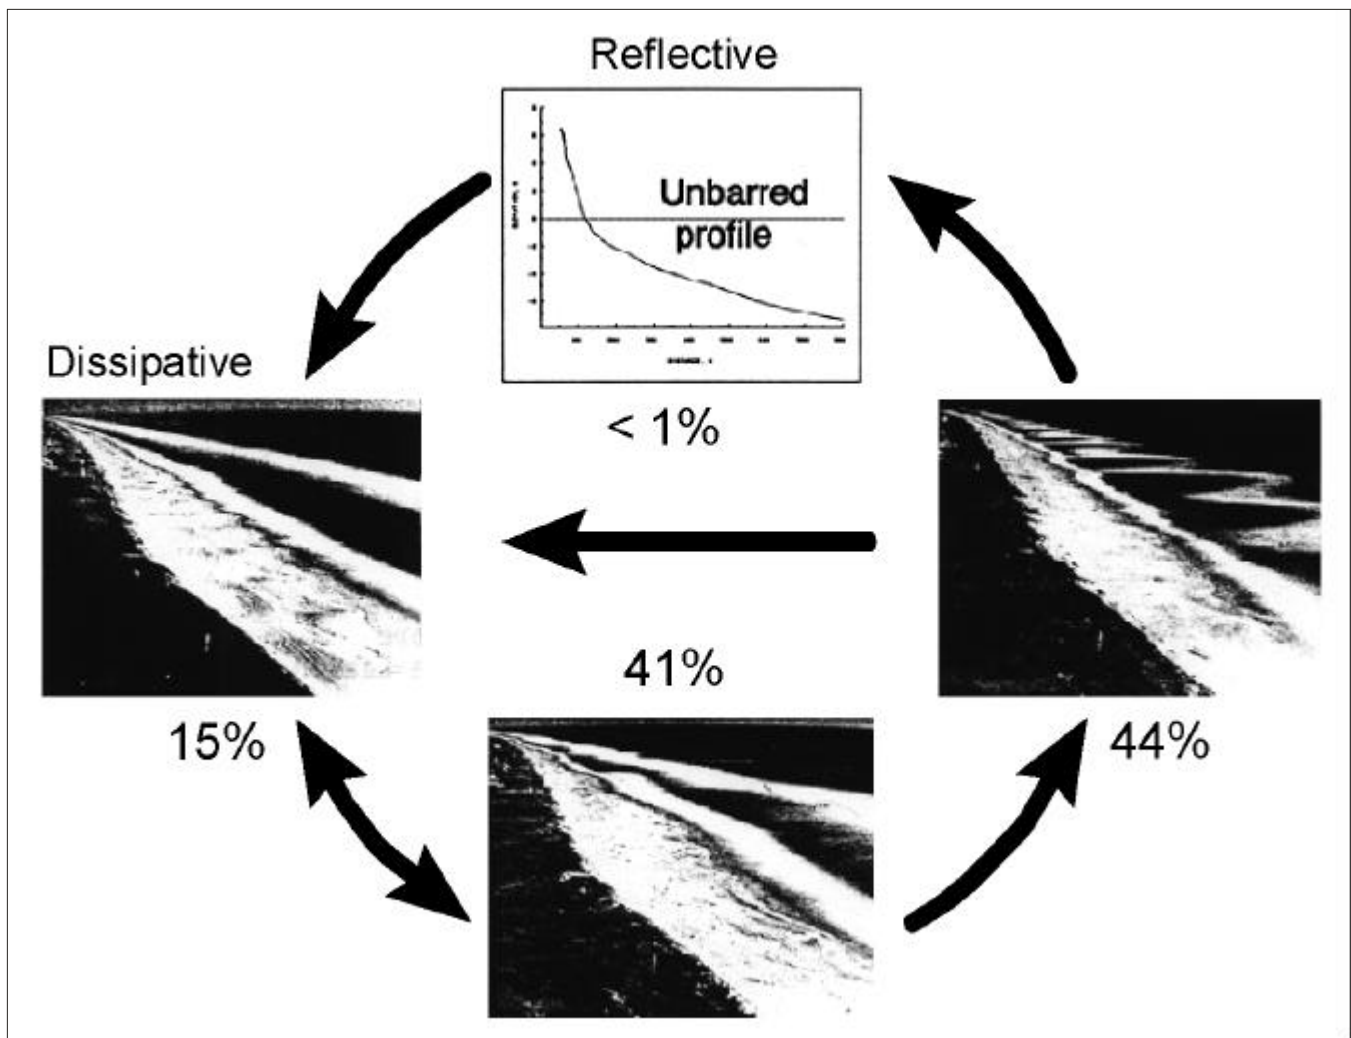 Reflective
Unbarred
profile
Dissipative
< 1%
41%
15%
44%